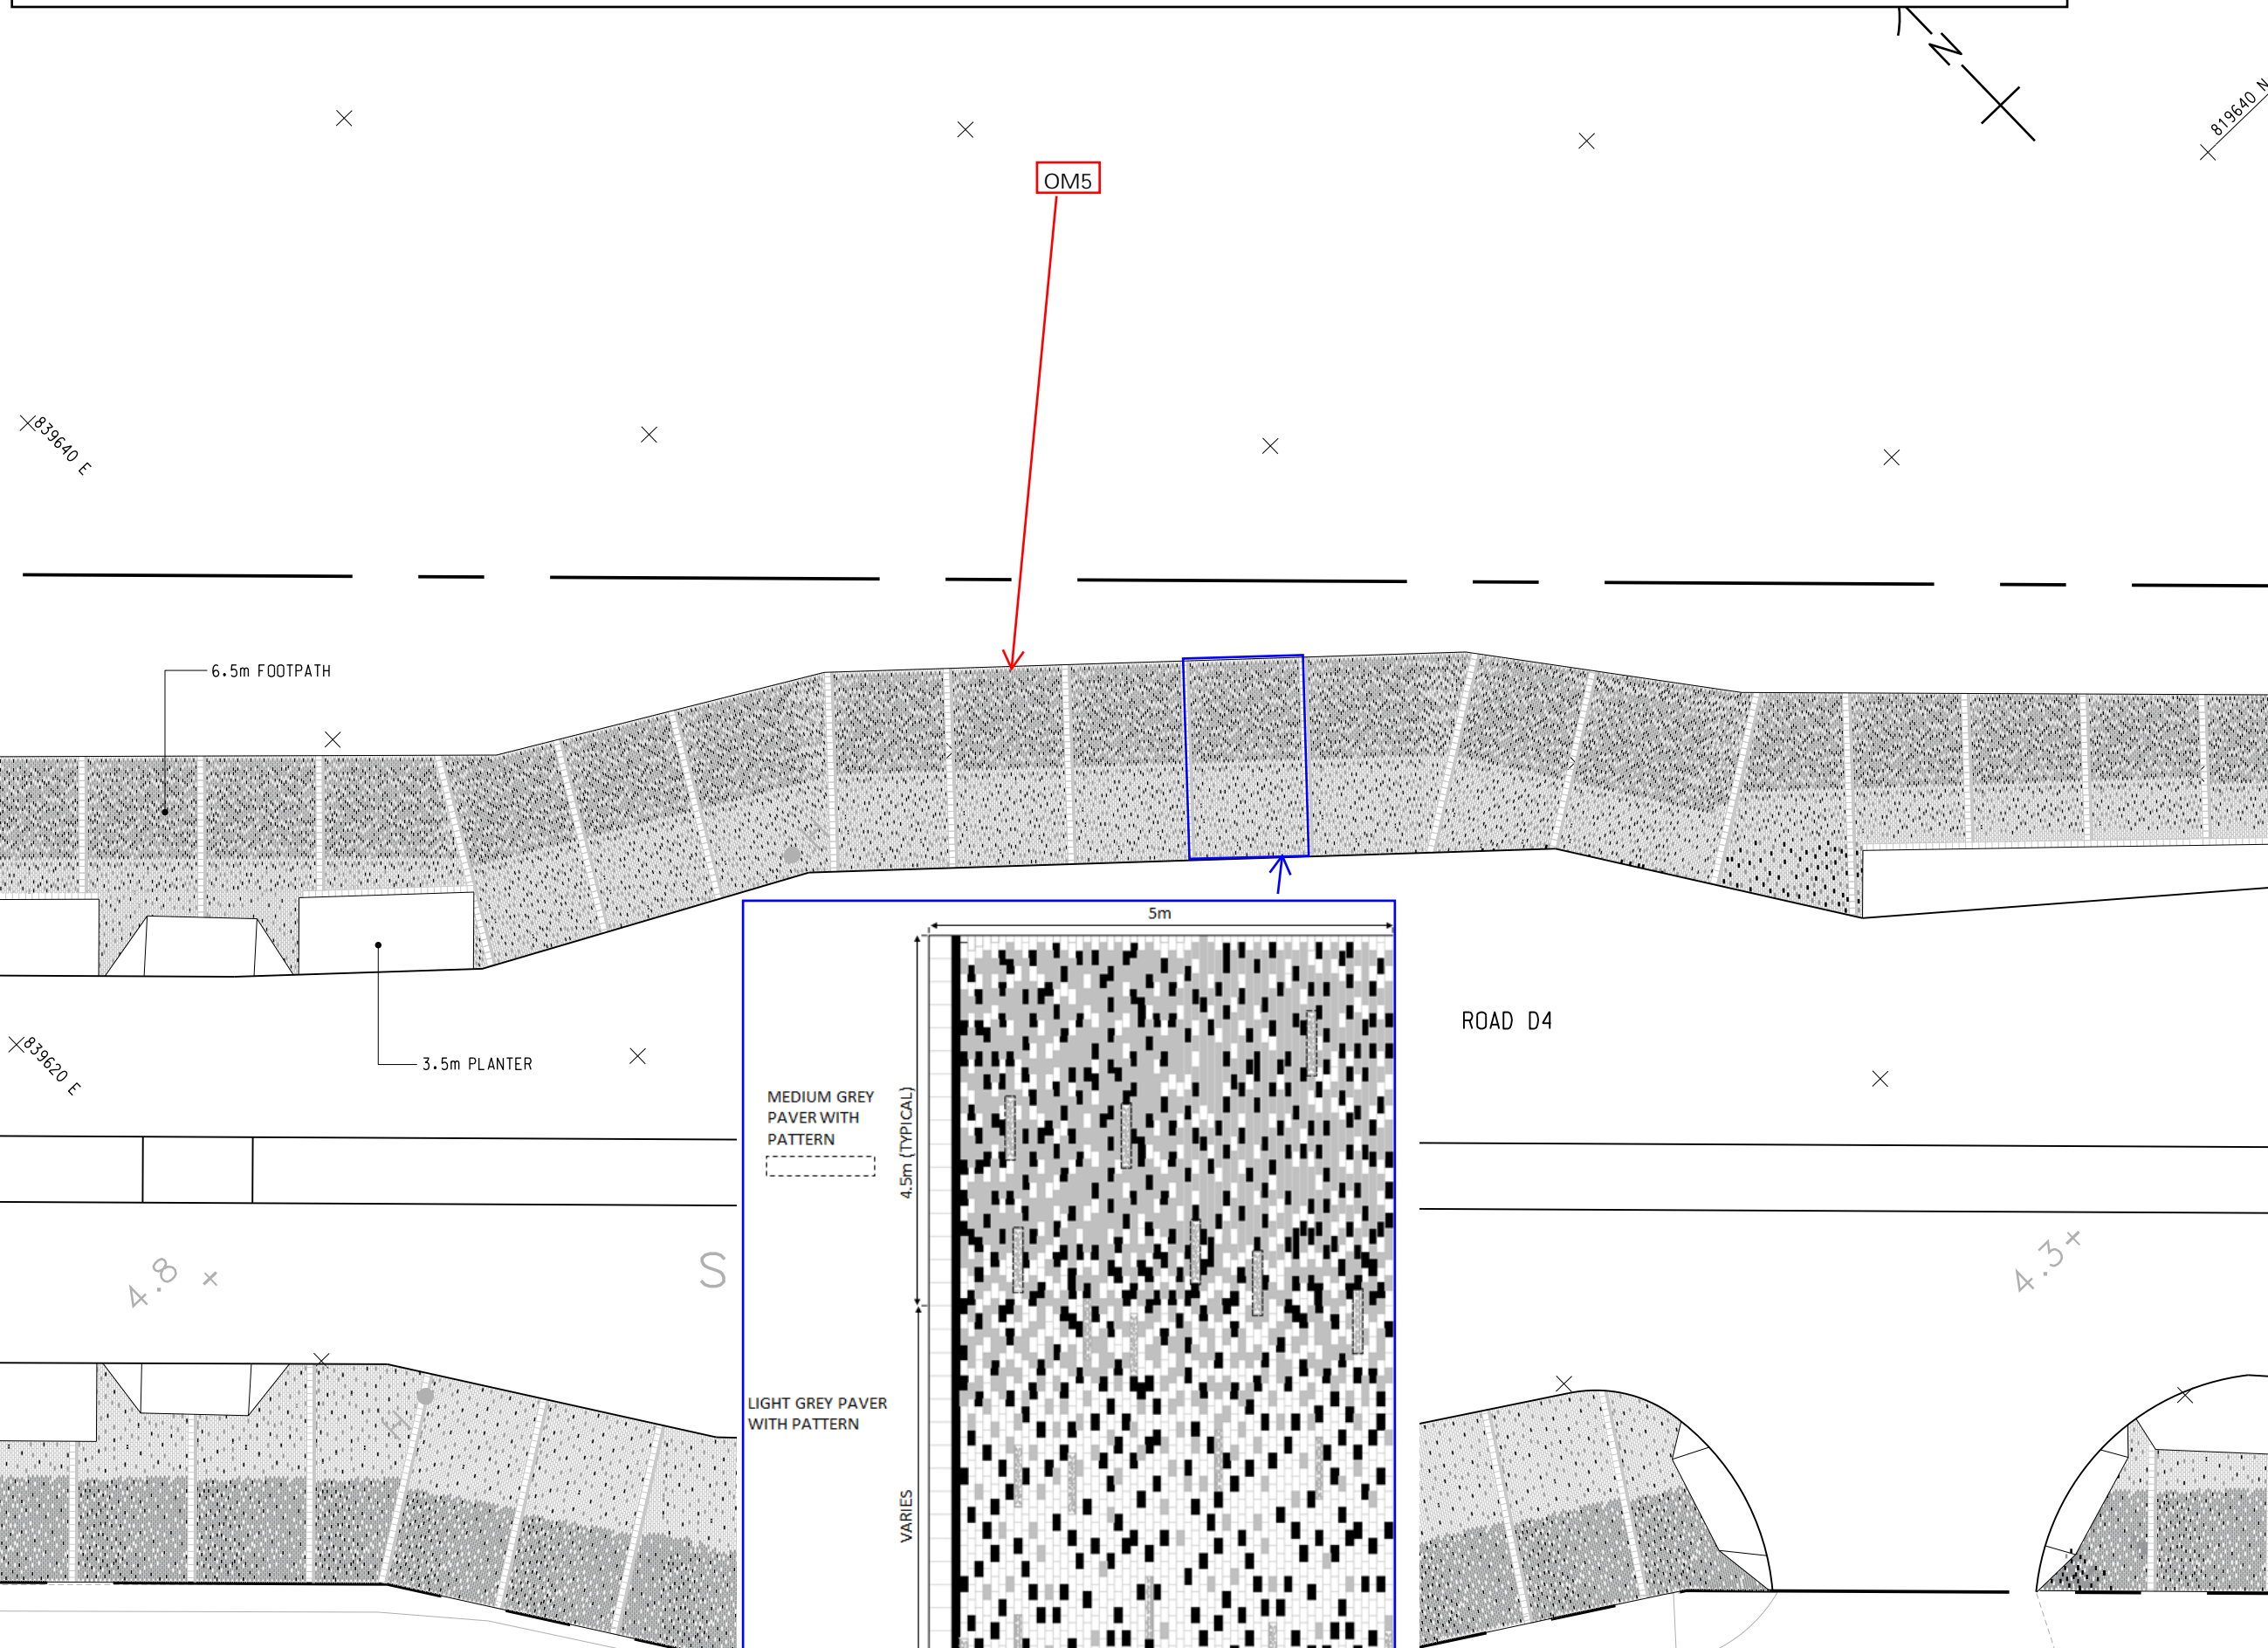 N
819640 N
OM5
839640 E
6.5m FOOTPATH
H
5m
839620 E
ROAD D4
3.5m PLANTER
MEDIUM GREY
PAVER WITH
PATTERN
4.5m (TYPICAL)
4.8 +
S
4.3+
LIGHT GREY PAVER
WITH PATTERN
H
VARIES